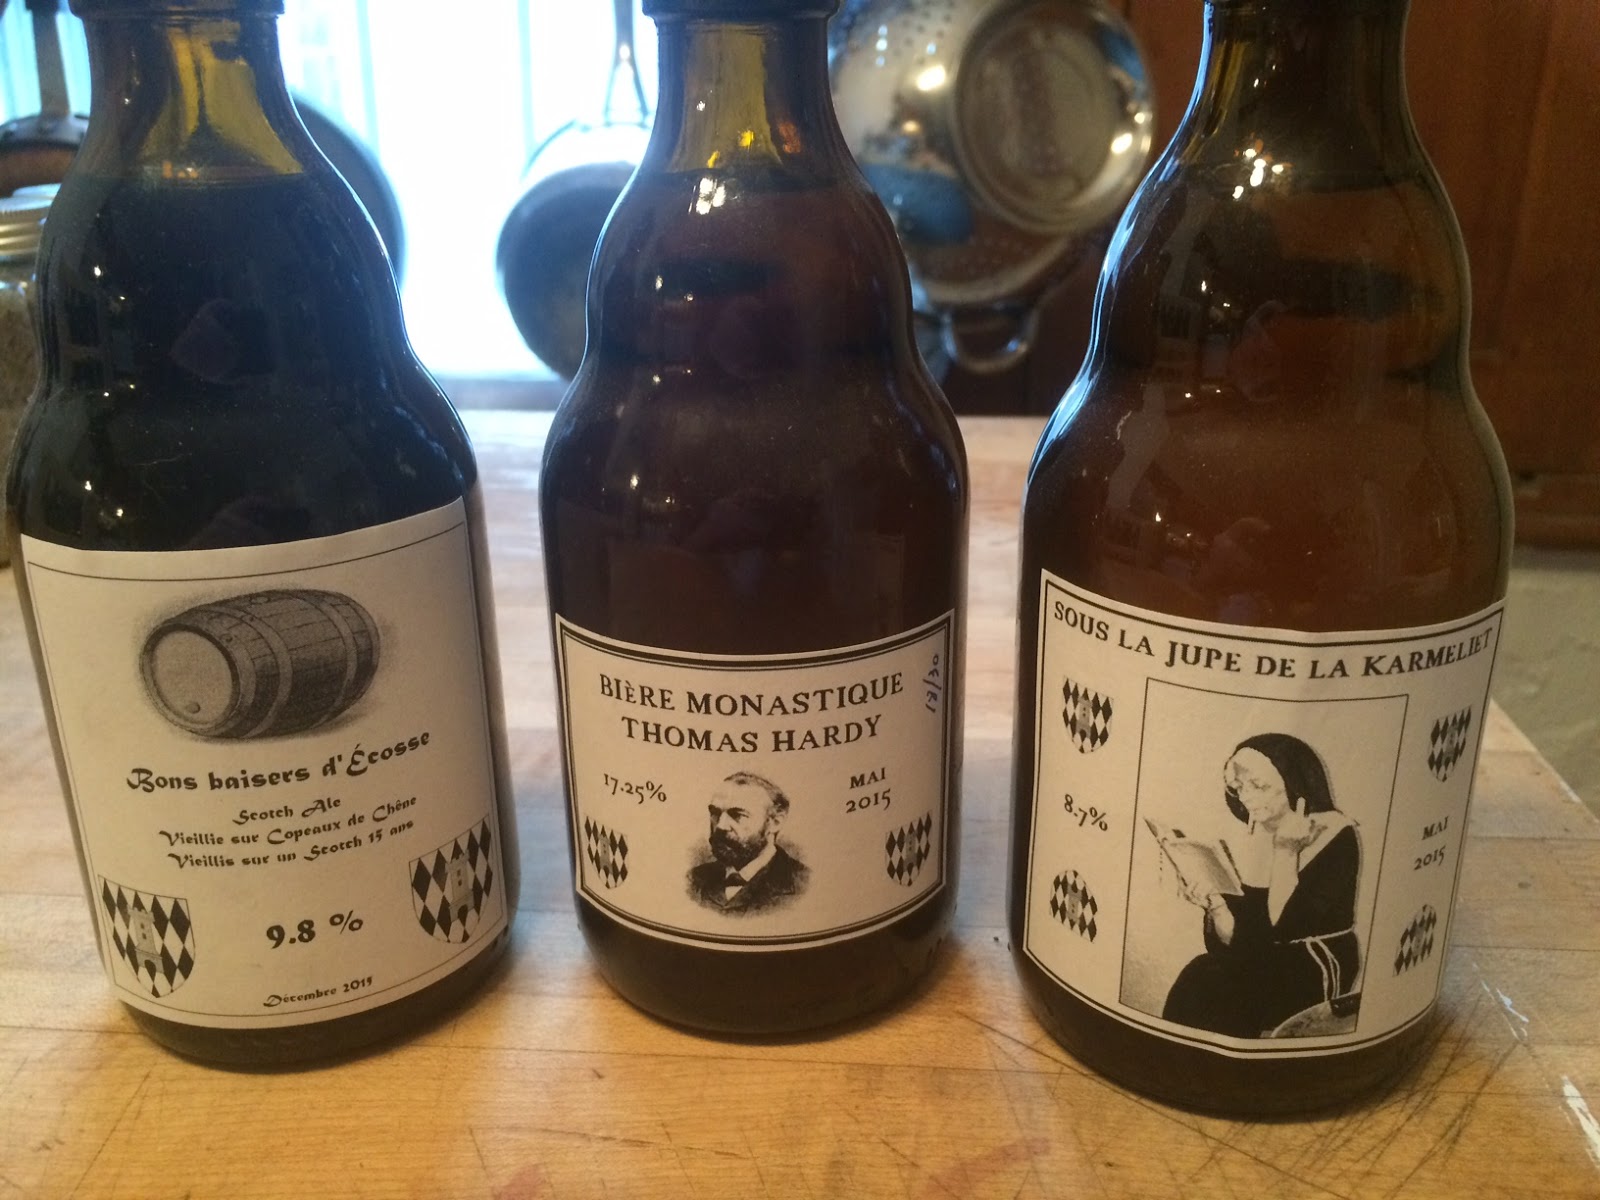 Bons baisers d'Écosse
Scotch Ale
Vieillie sur Copeaux de Chêne
Vieillis sur un Scotch 15 ans
9.8 %
Décembre 2015
BIÈRE MONASTIQUE
THOMAS HARDY
17.25%
MAI
2015
SOUS LA JUPE DE LA KARMELIET
8.7%
MAI
2015